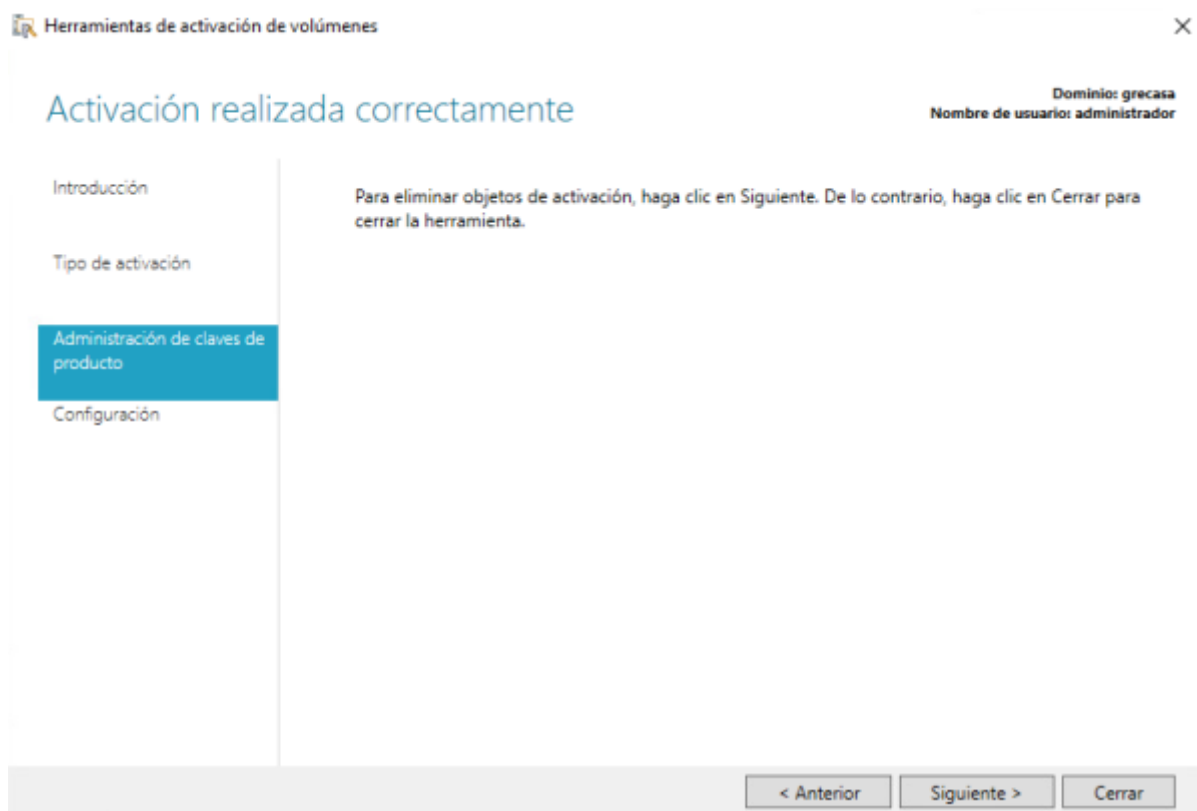 Herramientas de activación de volúmenes
Activación realizada correctamente
Dominio: grecasa
Nombre de usuario: administrador
Introducción
Tipo de activación
Administración de claves de
producto
Configuración
Para eliminar objetos de activación, haga clic en Siguiente. De lo contrario, haga clic en Cerrar para
cerrar la herramienta.
< Anterior
Siguiente >
Cerrar